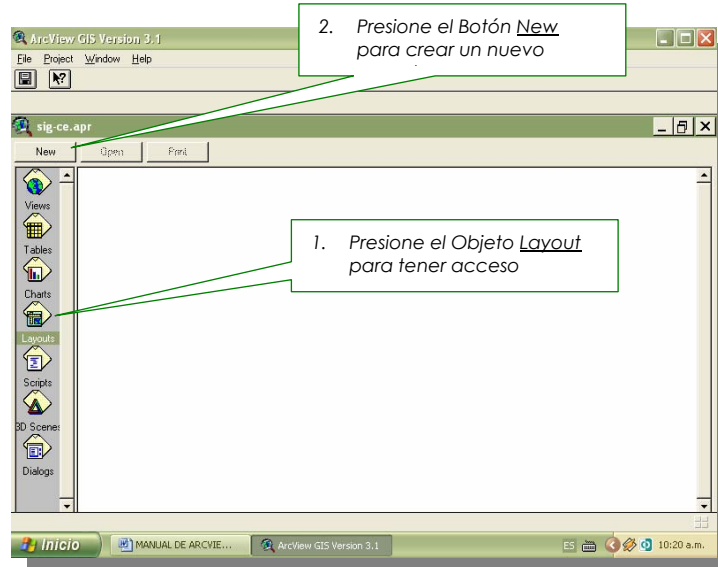 ArcView GIS Version 3.1
2. Presione el Botón New
para crear un nuevo
File Project Window Help
sig-ce.apr
New Open Print
Views
Tables
1. Presione el Objeto Layout
para tener acceso
Charts
Layouts
Scripts
3D Scenes
Dialogs
Inicio
MANUAL DE ARCVIE...
ArcView GIS Version 3.1
ES
10:20 a.m.